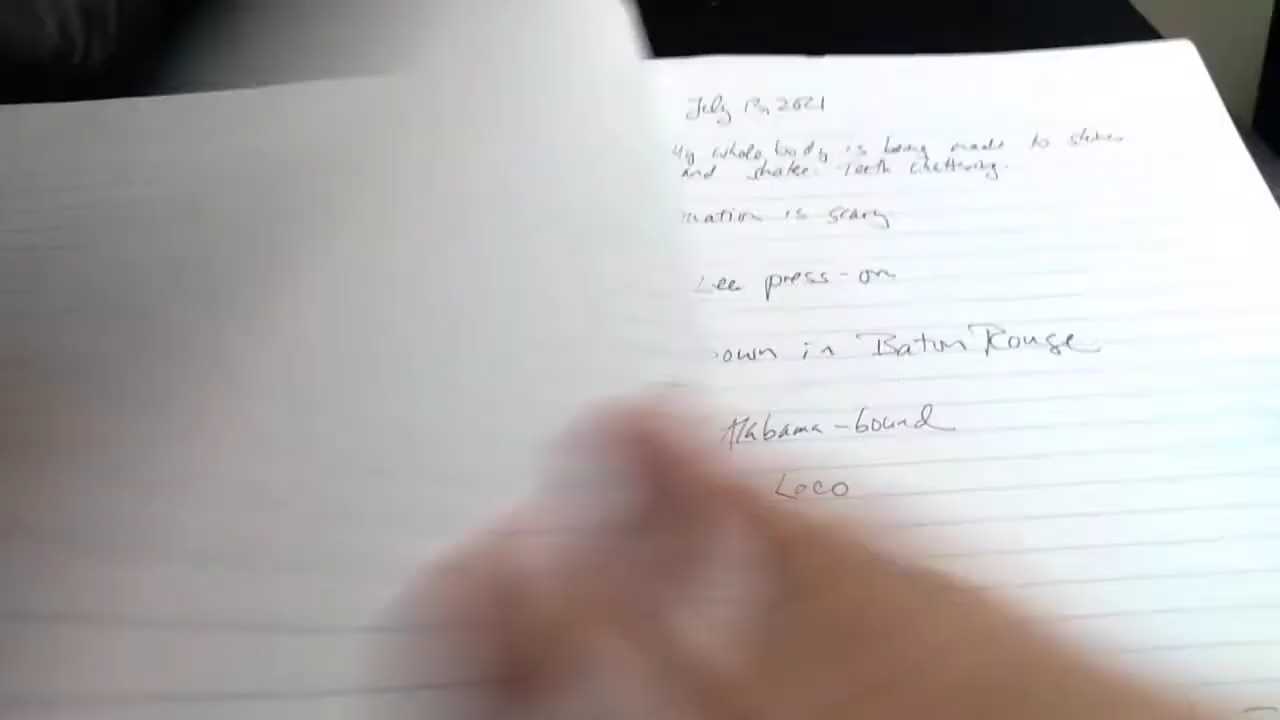 July 13, 2021
My whole body is being made to shake
and shake. Teeth chattering.
uation is scary
Lee press-on
own in Baton Rouge
Alabama-bound
Loco